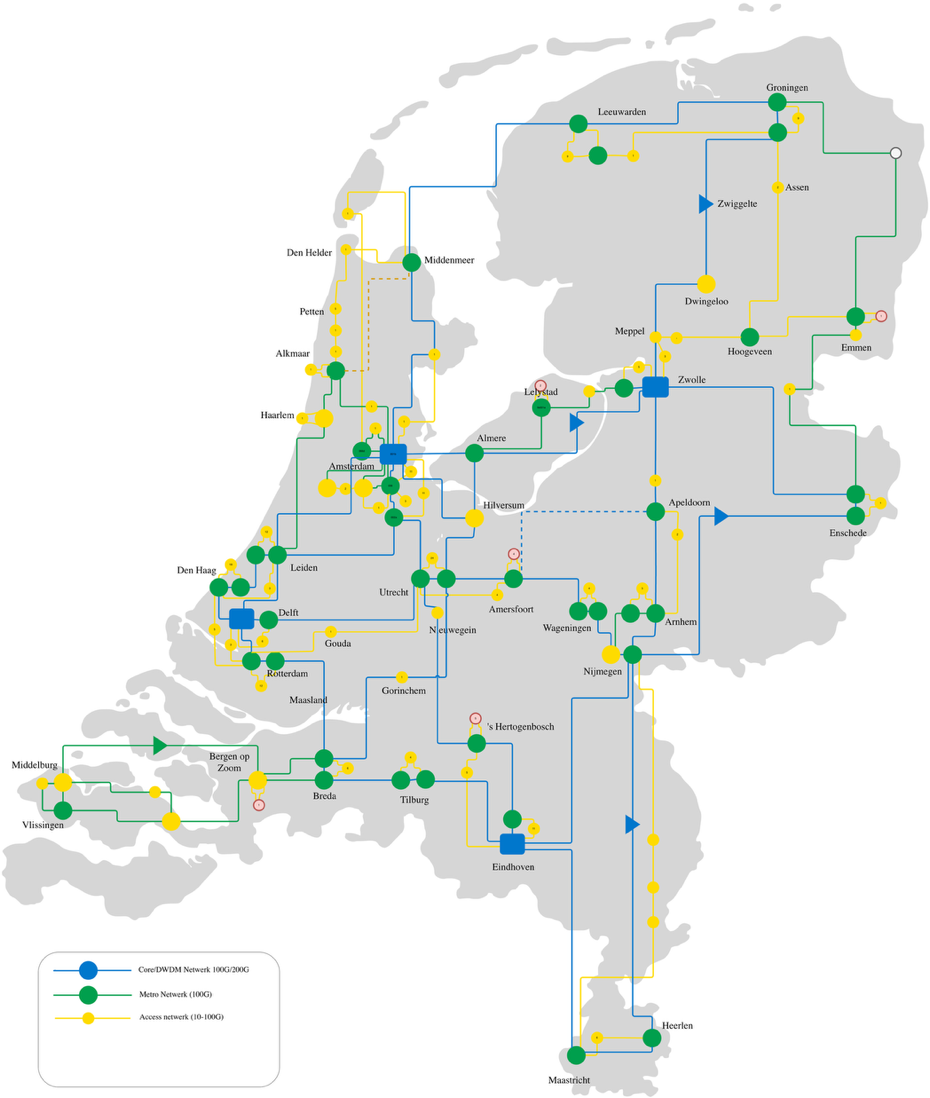 Groningen
Leeuwarden
Assen
Zwiggelte
Den Helder
Middenmeer
Dwingeloo
Petten
Meppel
Hoogeveen
Emmen
Alkmaar
Zwolle
Lelystad
Haarlem
Almere
Amsterdam
Hilversum
Apeldoorn
Enschede
Leiden
Den Haag
Utrecht
Amersfoort
Delft
Wageningen
Arnhem
Nieuwegein
Gouda
Nijmegen
Rotterdam
Gorinchem
Maasland
's Hertogenbosch
Bergen op
Zoom
Middelburg
Breda
Tilburg
Vlissingen
Eindhoven
Core/DWDM Netwerk 100G/200G
Metro Netwerk (100G)
Access netwerk (10-100G)
Heerlen
Maastricht